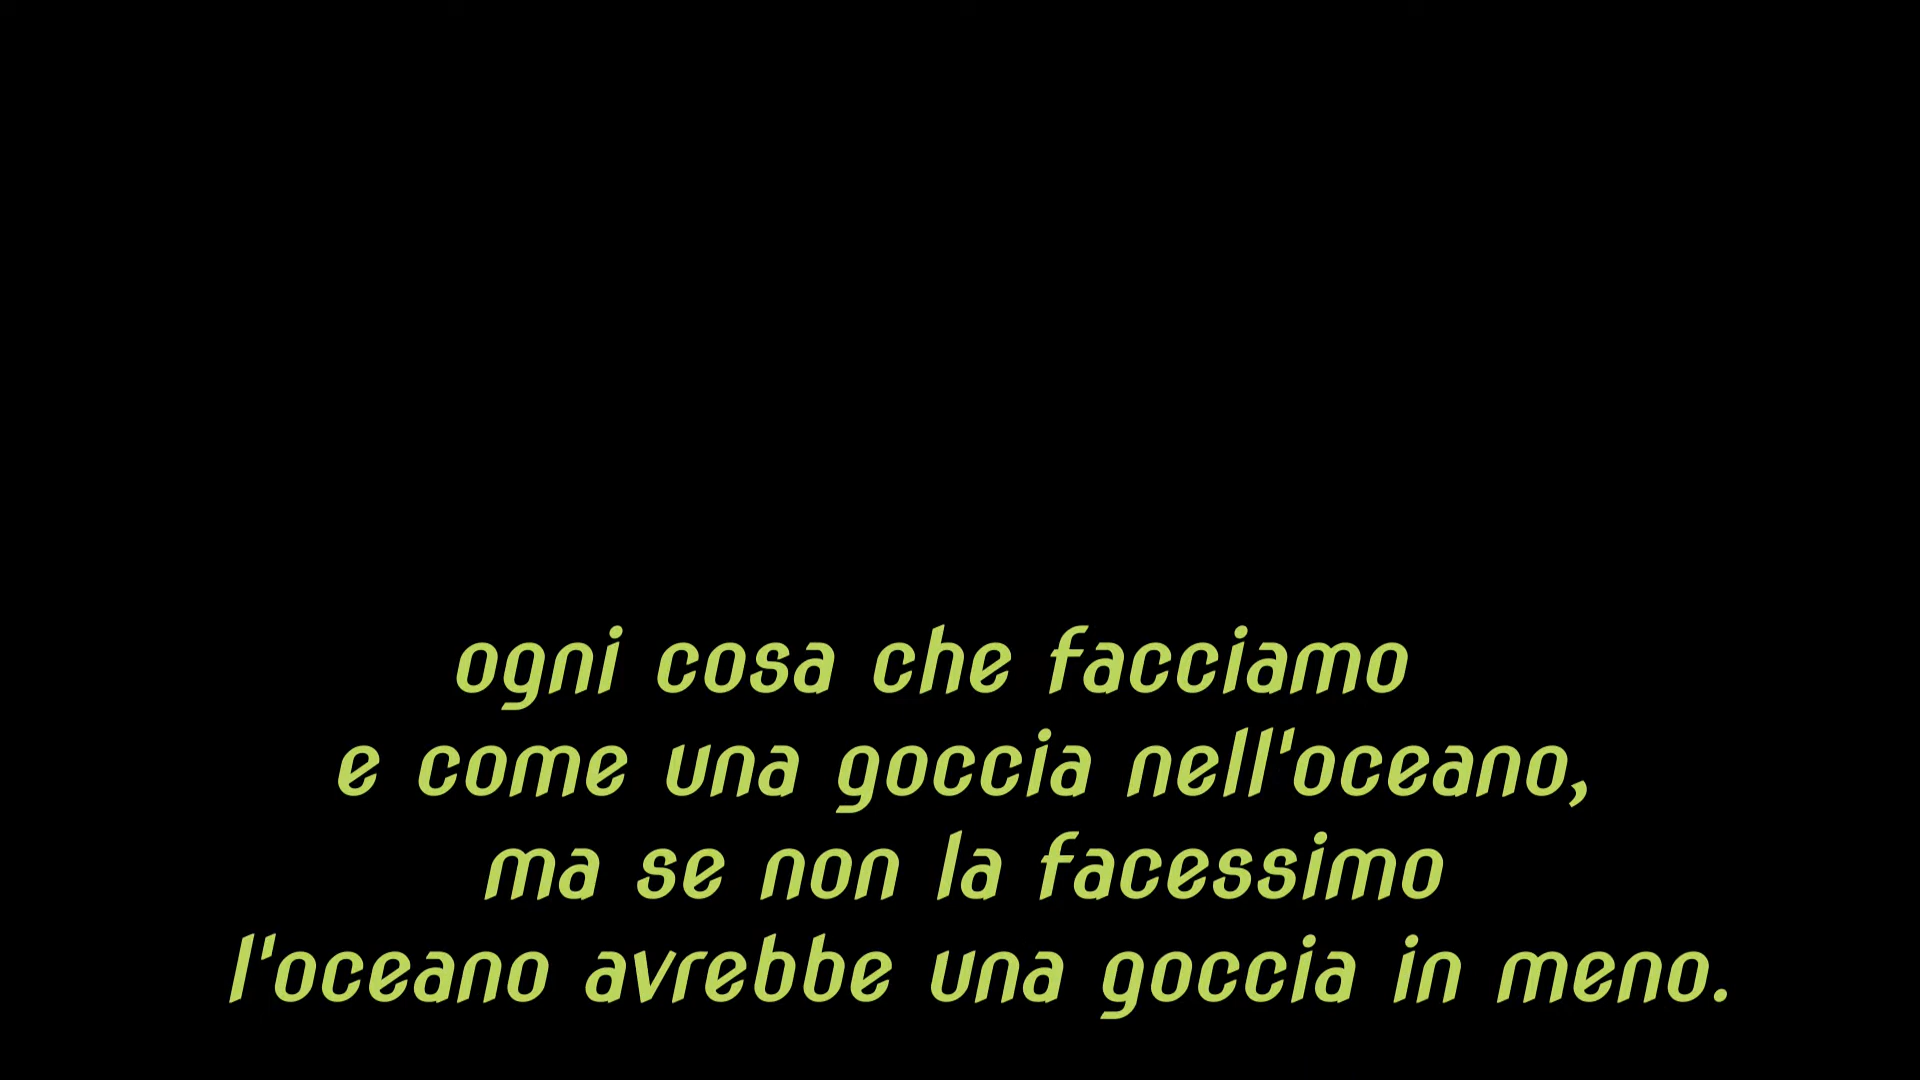 ogni cosa che facciamo
e come una goccia nell'oceano,
ma se non la facessimo
l'oceano avrebbe una goccia in meno.